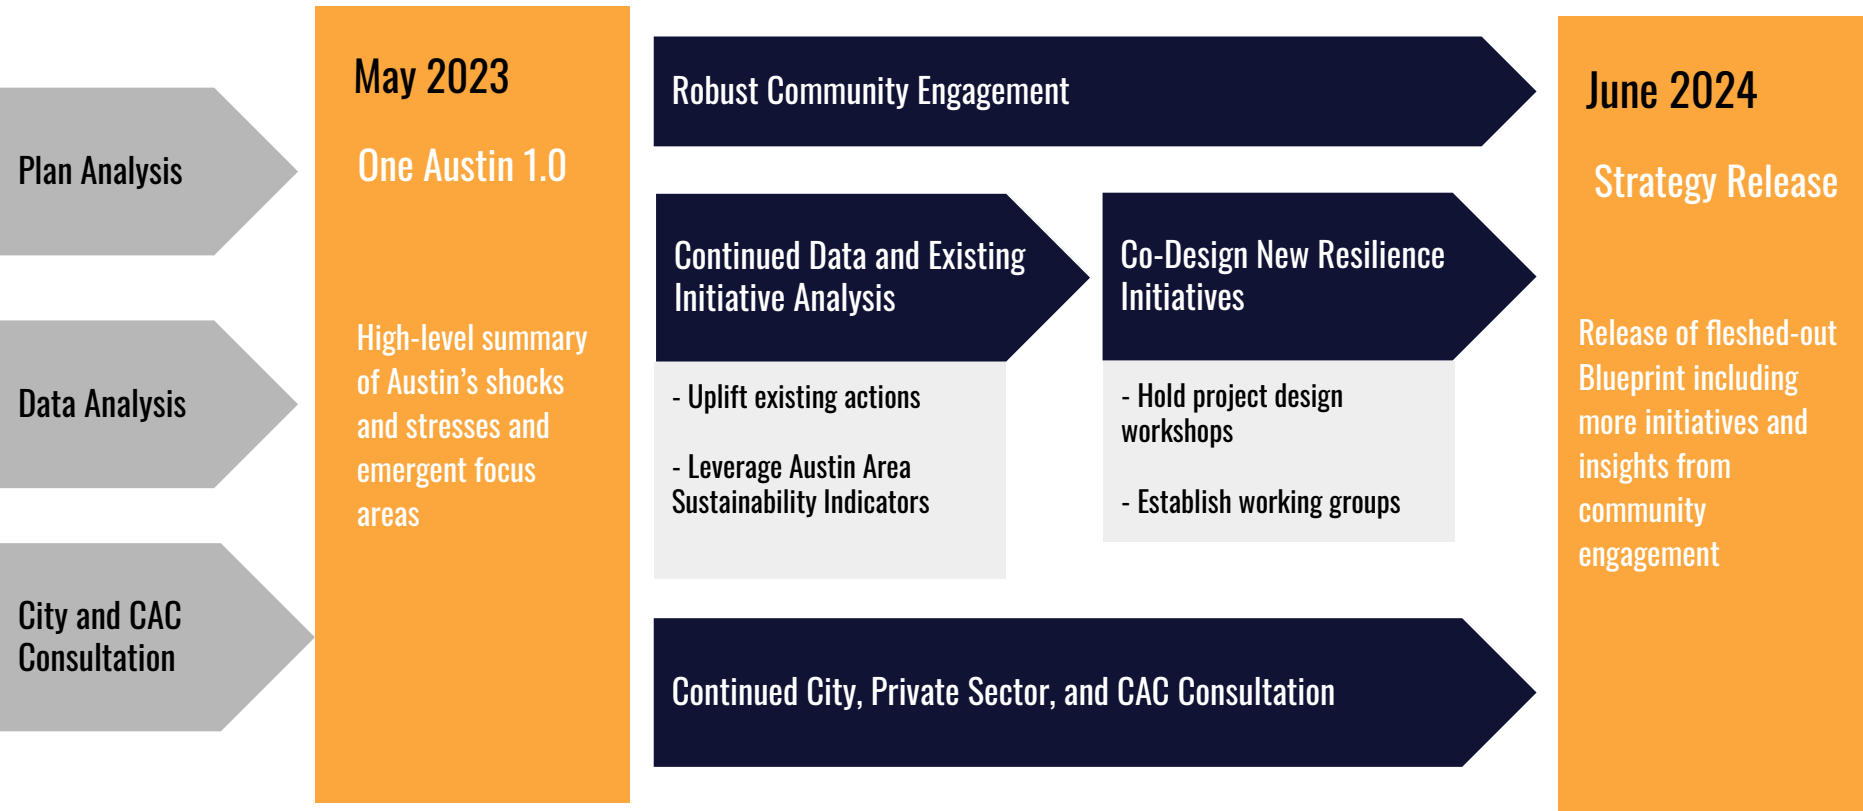 Plan Analysis
Data Analysis
City and CAC
Consultation
May 2023
One Austin 1.0
High-level summary
of Austin’s shocks
and stresses and
emergent focus
areas
Robust Community Engagement
Continued Data and Existing
Initiative Analysis
- Uplift existing actions
- Leverage Austin Area
Sustainability Indicators
Co-Design New Resilience
Initiatives
- Hold project design
workshops
- Establish working groups
Continued City, Private Sector, and CAC Consultation
June 2024
Strategy Release
Release of fleshed-out
Blueprint including
more initiatives and
insights from
community
engagement